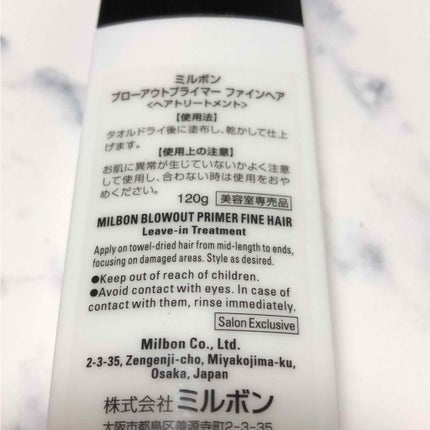 ミルボン
ブローアウトプライマー ファインヘア
<ヘアトリートメント>
【使用法】
タオルドライ後に塗布し、乾かして仕上
げます。
【使用上の注意】
お肌に異常が生じていないかよく注意
して使用し、合わない時は使用をおや
めください。
120g 美容室専売品
MILBON BLOWOUT PRIMER FINE HAIR
Leave-in Treatment
Apply on towel-dried hair from mid-length to ends,
focusing on damaged areas. Style as desired.
●Keep out of reach of children.
●Avoid contact with eyes. In case of
contact with them, rinse immediately.
Salon Exclusive
Milbon Co., Ltd.
2-3-35, Zengenji-cho, Miyakojima-ku,
Osaka, Japan
株式会社 ミルボン
大阪市都島区善源寺町2-3-35